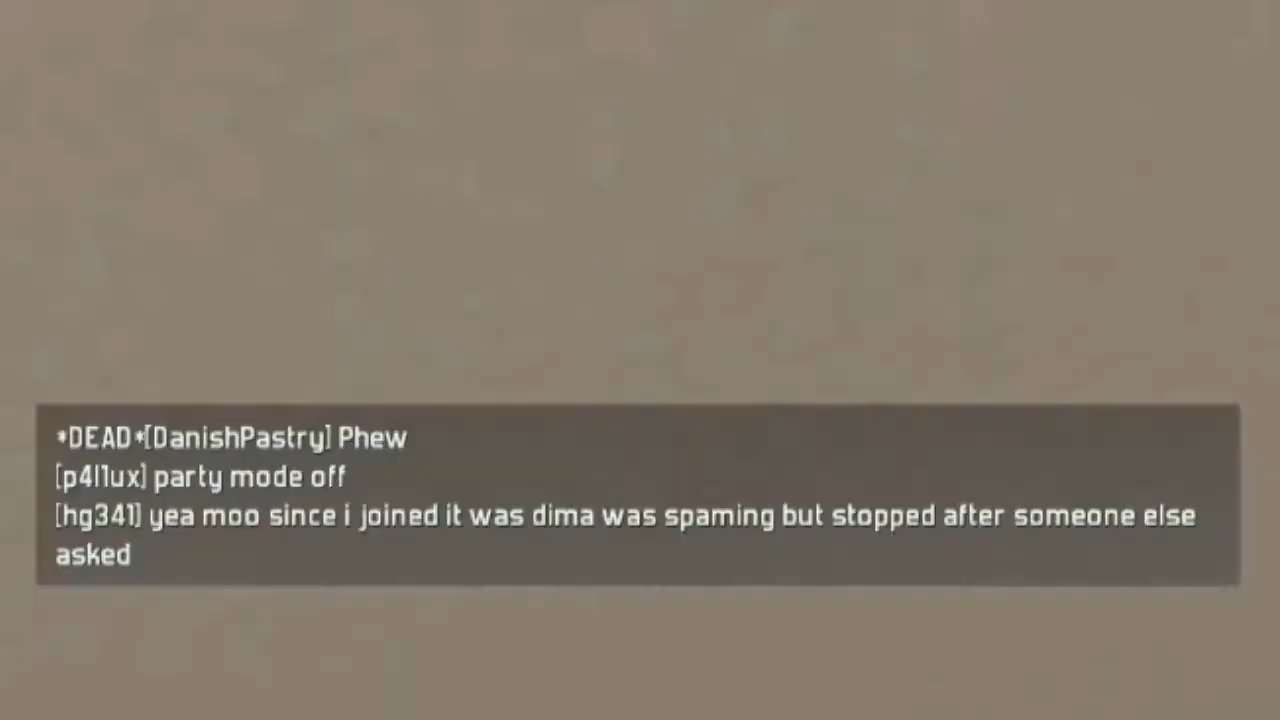 *DEAD*[DanishPastry] Phew
[p4l1ux] party mode off
[hg341] yea moo since i joined it was dima was spaming but stopped after someone else
asked